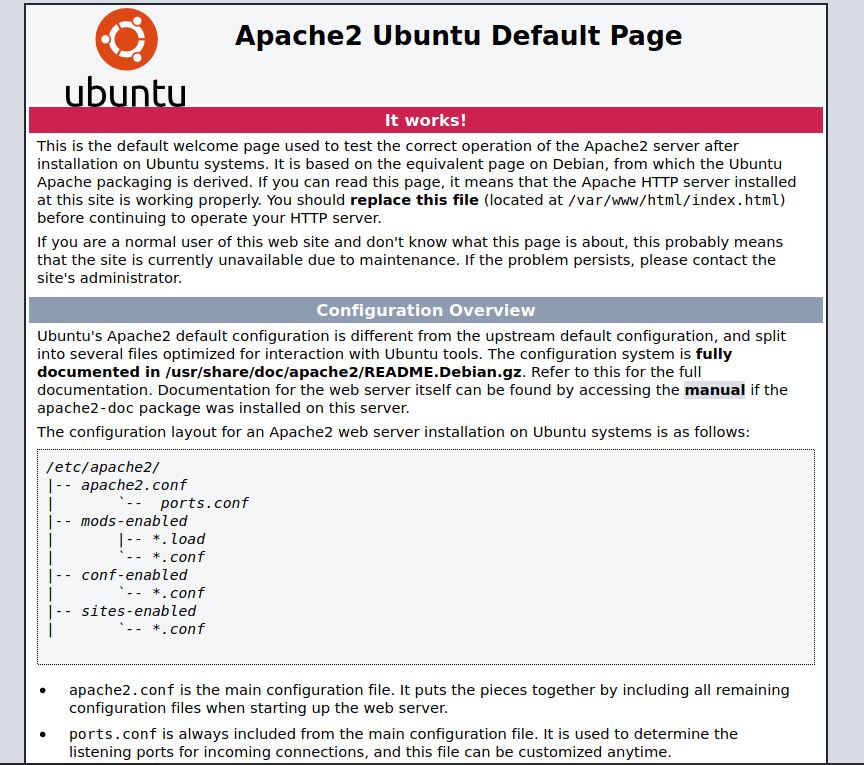 Apache2 Ubuntu Default Page
ubuntu
It works!
This is the default welcome page used to test the correct operation of the Apache2 server after
installation on Ubuntu systems. It is based on the equivalent page on Debian, from which the Ubuntu
Apache packaging is derived. If you can read this page, it means that the Apache HTTP server installed
at this site is working properly. You should replace this file (located at /var/www/html/index.html)
before continuing to operate your HTTP server.
If you are a normal user of this web site and don't know what this page is about, this probably means
that the site is currently unavailable due to maintenance. If the problem persists, please contact the
site's administrator.
Configuration Overview
Ubuntu's Apache2 default configuration is different from the upstream default configuration, and split
into several files optimized for interaction with Ubuntu tools. The configuration system is fully
documented in /usr/share/doc/apache2/README.Debian.gz. Refer to this for the full
documentation. Documentation for the web server itself can be found by accessing the manual if the
apache2-doc package was installed on this server.
The configuration layout for an Apache2 web server installation on Ubuntu systems is as follows:
/etc/apache2/
|-- apache2.conf
|       `--  ports.conf
|-- mods-enabled
|       |-- *.load
|       `-- *.conf
|-- conf-enabled
|       `-- *.conf
|-- sites-enabled
|       `-- *.conf
• apache2.conf is the main configuration file. It puts the pieces together by including all remaining
configuration files when starting up the web server.
• ports.conf is always included from the main configuration file. It is used to determine the
listening ports for incoming connections, and this file can be customized anytime.